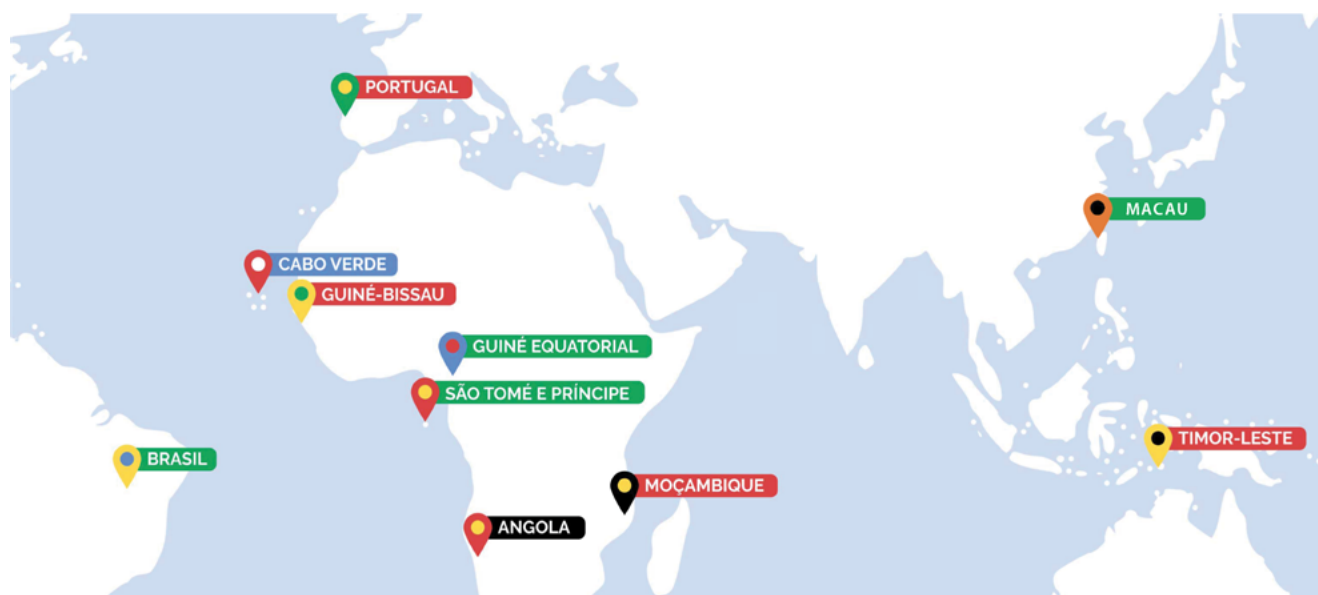 PORTUGAL
MACAU
CABO VERDE
GUINÉ-BISSAU
GUINÉ EQUATORIAL
SÃO TOMÉ E PRÍNCIPE
TIMOR-LESTE
BRASIL
MOÇAMBIQUE
ANGOLA